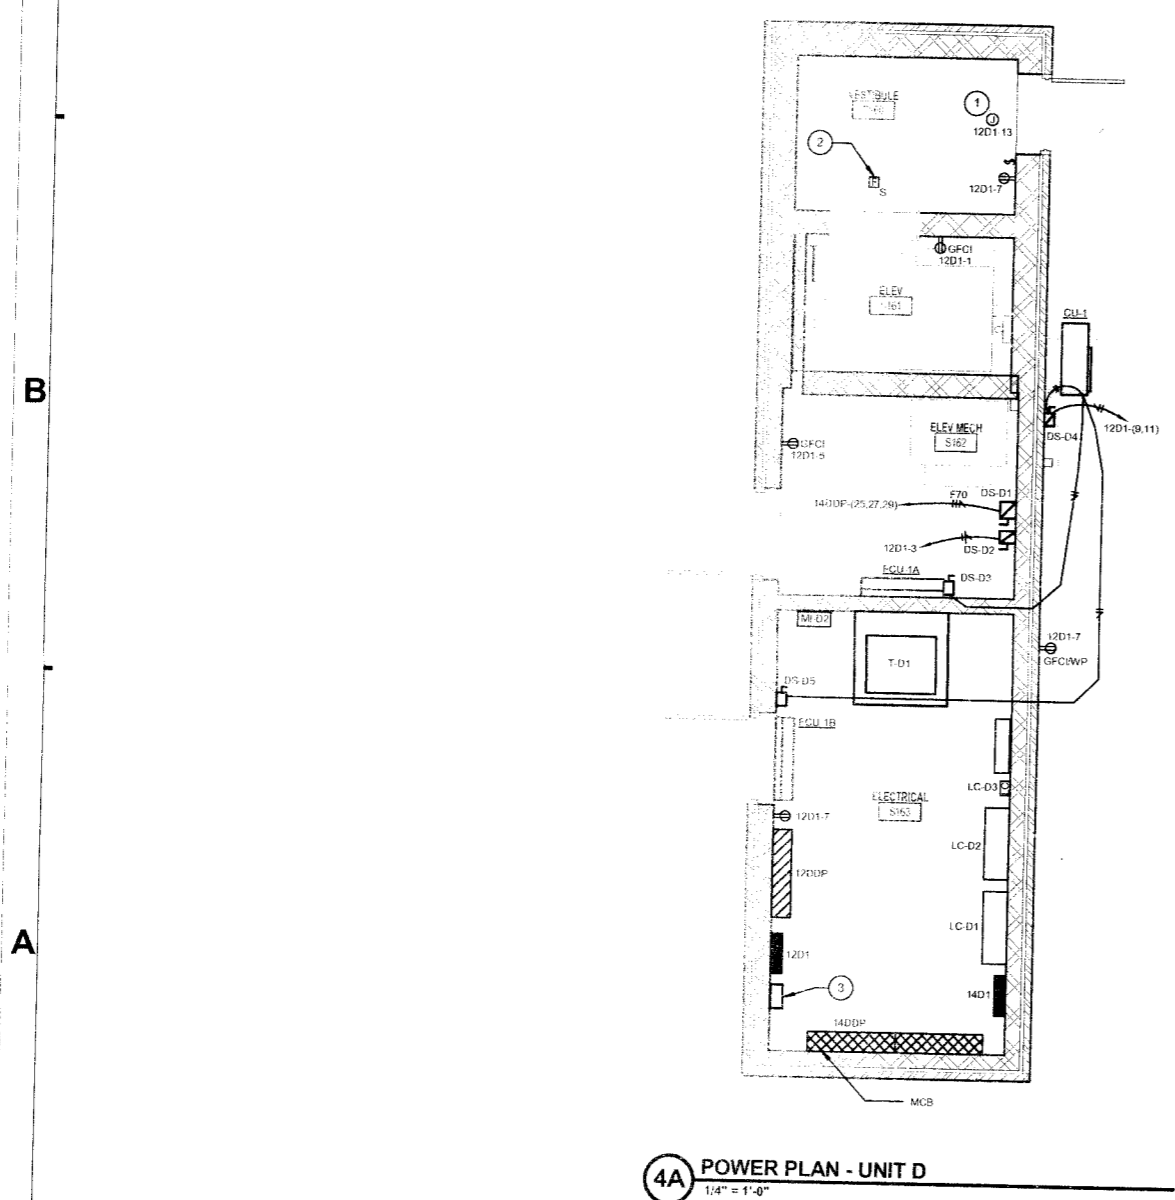 VESTIBULE
1
J
12D1-13
2
F
S
12D1-7
GFCI
12D1-1
ELEV
S161
CU-1
B
ELEV MECH
S162
GFCI
12D1-5
12D1-(9,11)
DS-D4
F70
DS-D1
14DDP-(25,27,29)
12D1-3
DS-D2
FCU-1A
DS-D3
T-D1
12D1-7
GFCI/WP
DS-D5
FCU-1B
LC-D3
ELECTRICAL
S163
12D1-7
LC-D2
12DDP
LC-D1
A
12D1
3
14D1
14DDP
MCB
4A
POWER PLAN - UNIT D
1/4" = 1'-0"